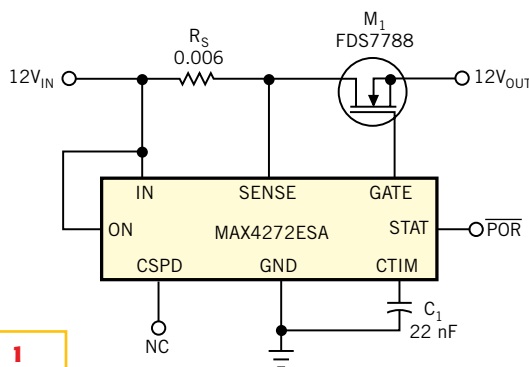 M1
FDS7788
RS
0.006
12VIN
12VOUT
IN
SENSE
GATE
ON
MAX4272ESA
STAT
POR
CSPD
GND
CTIM
C1
22 nF
NC
1